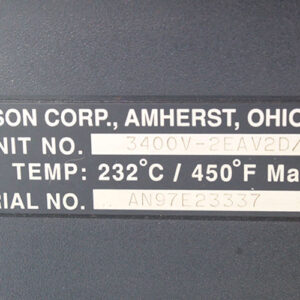 SON CORP., AMHERST, OHIO
NIT NO. 3400V-2EAV2D/
TEMP: 232°C / 450°F Ma
RIAL NO. AN97E23337